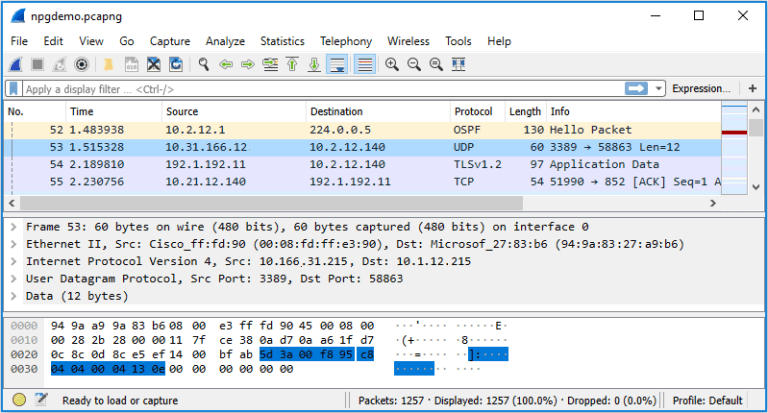 npgdemo.pcapng
File Edit View Go Capture Analyze Statistics Telephony Wireless Tools Help
Apply a display filter ... <Ctrl-/> Expression... +
No. Time Source Destination Protocol Length Info
52 1.483938 10.2.12.1 224.0.0.5 OSPF 130 Hello Packet
53 1.515328 10.31.166.12 10.2.12.140 UDP 60 3389 → 58863 Len=12
54 2.189810 192.1.192.11 10.2.12.140 TLSv1.2 97 Application Data
55 2.230756 10.21.12.140 192.1.192.11 TCP 54 51990 → 852 [ACK] Seq=1 A
Frame 53: 60 bytes on wire (480 bits), 60 bytes captured (480 bits) on interface 0
Ethernet II, Src: Cisco_ff:fd:90 (00:08:fd:ff:e3:90), Dst: Microsof_27:83:b6 (94:9a:83:27:a9:b6)
Internet Protocol Version 4, Src: 10.166.31.215, Dst: 10.1.12.215
User Datagram Protocol, Src Port: 3389, Dst Port: 58863
Data (12 bytes)
0000 94 9a a9 9a 83 b6 08 00 e3 ff fd 90 45 00 08 00 ···'···· ······E·
0010 00 28 2b 28 00 00 11 7f ce 38 0a d7 0a a6 1f d7 ·(+····· ·8······
0020 0c 8c 0d 8c e5 ef 14 00 bf ab 5d 3a 00 f8 95 c8 ···=···· ··]:····
0030 04 04 00 04 13 0e 00 00 00 00 00 00 ········ ····
Ready to load or capture Packets: 1257 · Displayed: 1257 (100.0%) · Dropped: 0 (0.0%) Profile: Default